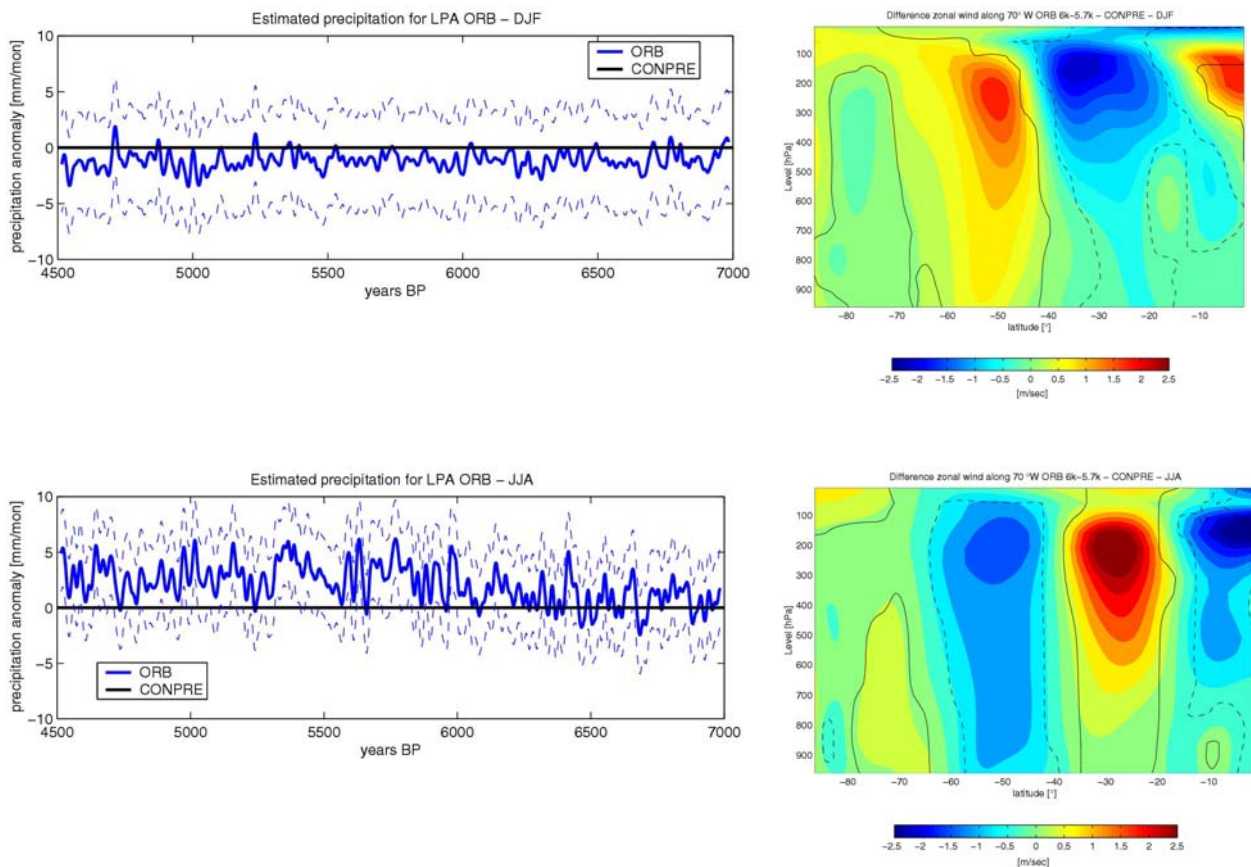 Estimated precipitation for LPA ORB – DJF
precipitation anomaly [mm/mon]
10
5
0
−5
−10
ORB
CONPRE
4500 5000 5500 6000 6500 7000
years BP
Difference zonal wind along 70° W ORB 6k−5.7k − CONPRE − DJF
Level [hPa]
100
200
300
400
500
600
700
800
900
−80 −70 −60 −50 −40 −30 −20 −10
latitude [°]
−2.5 −2 −1.5 −1 −0.5 0 0.5 1 1.5 2 2.5
[m/sec]
Estimated precipitation for LPA ORB – JJA
precipitation anomaly [mm/mon]
10
5
0
−5
−10
ORB
CONPRE
4500 5000 5500 6000 6500 7000
years BP
Difference zonal wind along 70 °W ORB 6k−5.7k − CONPRE − JJA
Level [hPa]
100
200
300
400
500
600
700
800
900
−80 −70 −60 −50 −40 −30 −20 −10
latitude [°]
−2.5 −2 −1.5 −1 −0.5 0 0.5 1 1.5 2 2.5
[m/sec]